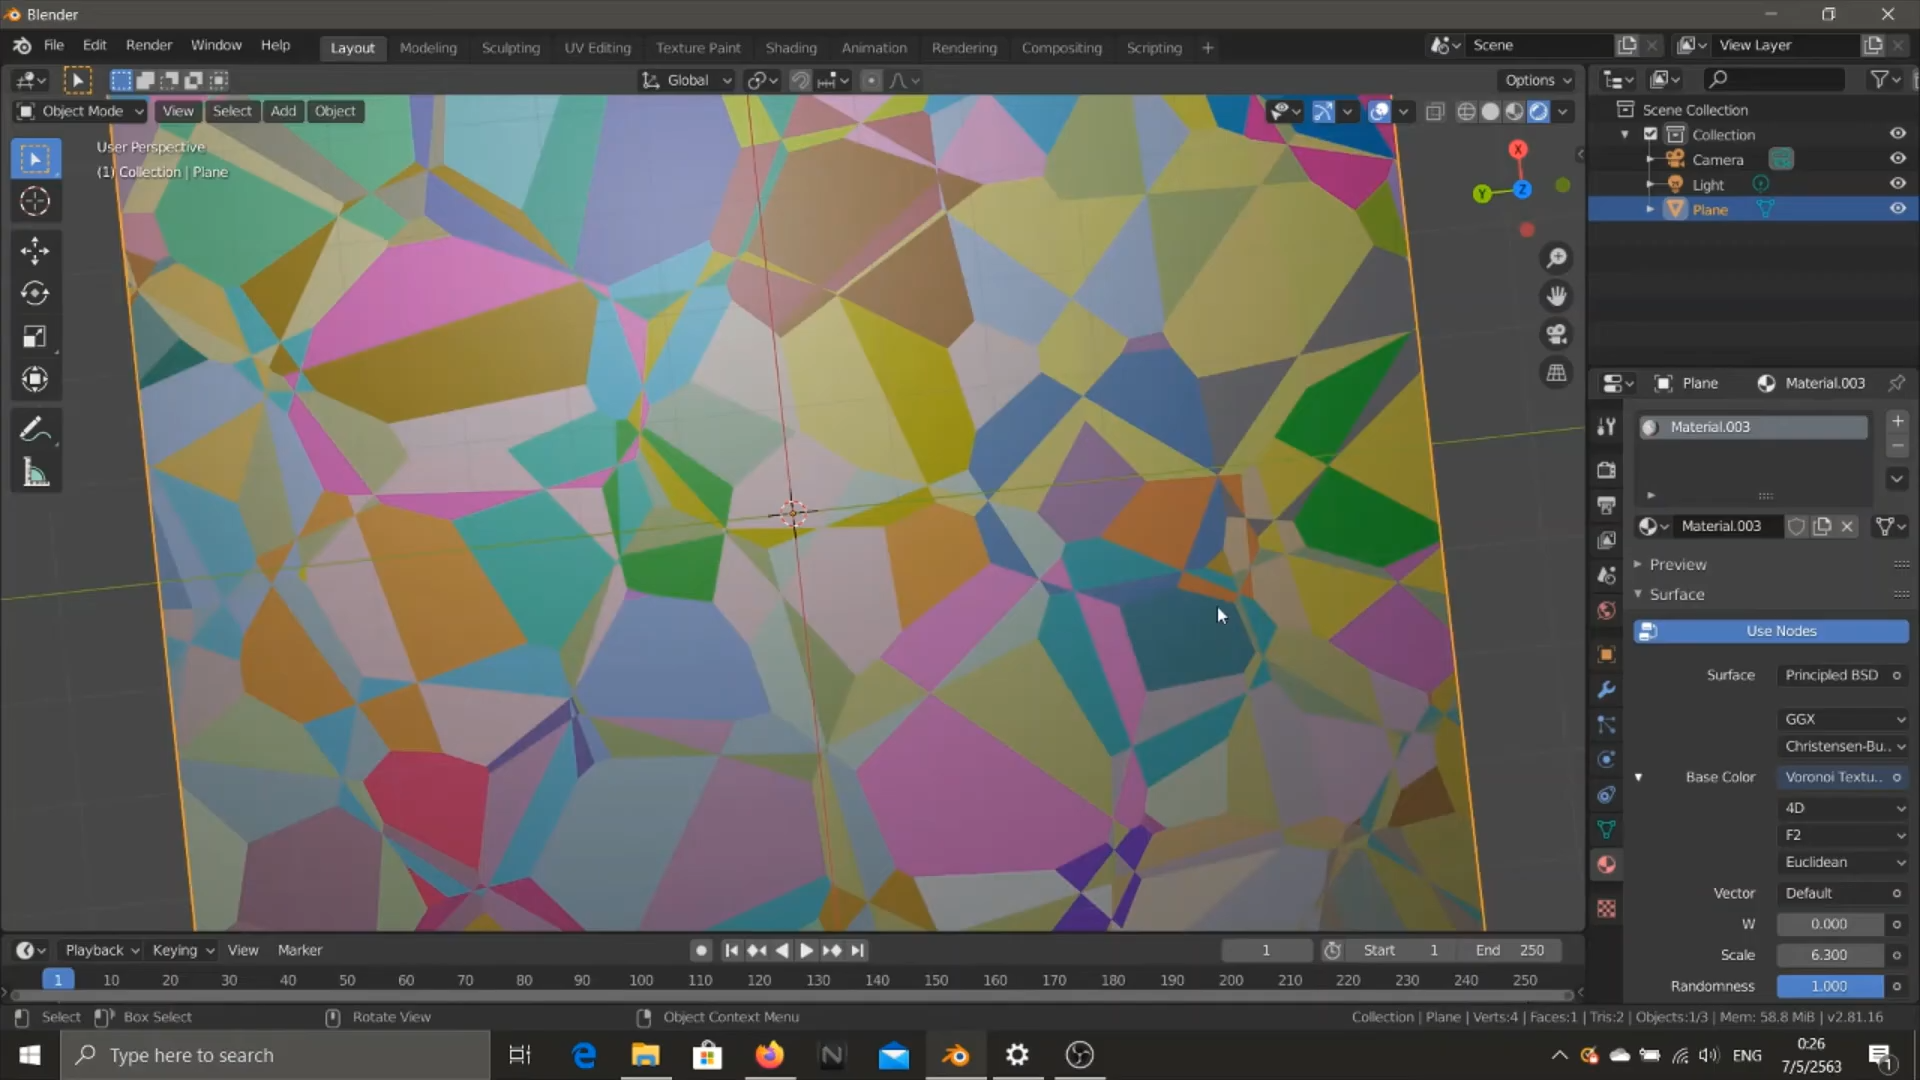 Blender
File Edit Render Window Help Layout Modeling Sculpting UV Editing Texture Paint Shading Animation Rendering Compositing Scripting + Scene View Layer
Global Options
Object Mode View Select Add Object
User Perspective
(1) Collection | Plane
X
Y
Z
Scene Collection
Collection
Camera
Light
Plane
Plane Material.003
Material.003
Material.003
Preview
Surface
Use Nodes
Surface Principled BSD
GGX
Christensen-Bu..
Base Color Voronoi Textu..
4D
F2
Euclidean
Vector Default
W 0.000
Scale 6.300
Randomness 1.000
Playback Keying View Marker 1 Start 1 End 250
1 10 20 30 40 50 60 70 80 90 100 110 120 130 140 150 160 170 180 190 200 210 220 230 240 250
Select Box Select Rotate View Object Context Menu Collection | Plane | Verts:4 | Faces:1 | Tris:2 | Objects:1/3 | Mem: 58.8 MiB | v2.81.16
Type here to search N ENG 0:26
7/5/2563 1